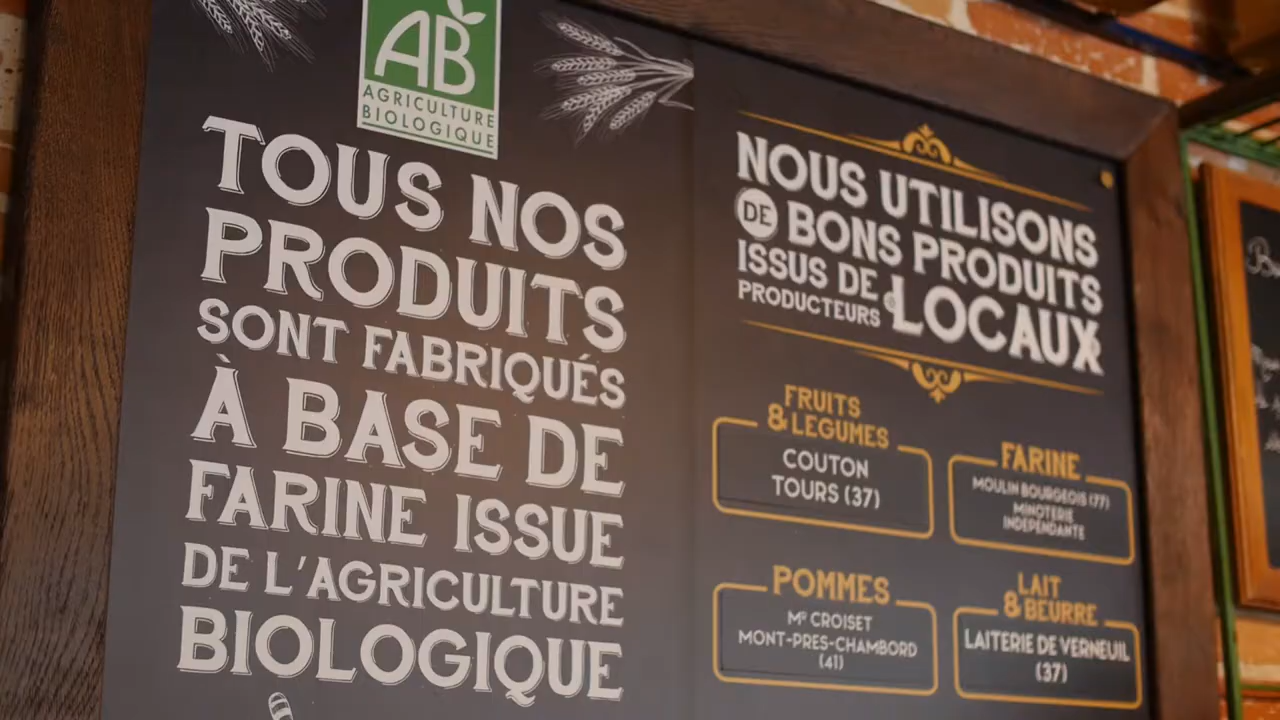 AB
AGRICULTURE
BIOLOGIQUE
TOUS NOS
PRODUITS
SONT FABRIQUÉS
À BASE DE
FARINE ISSUE
DE L'AGRICULTURE
BIOLOGIQUE
NOUS UTILISONS
DE BONS PRODUITS
ISSUS DE
PRODUCTEURS LOCAUX
FRUITS
& LEGUMES
COUTON
TOURS (37)
FARINE
MOULIN BOURGEOIS (77)
MINOTERIE
INDEPENDANTE
POMMES
Mr CROISET
MONT-PRES-CHAMBORD
(41)
LAIT
& BEURRE
LAITERIE DE VERNEUIL
(37)